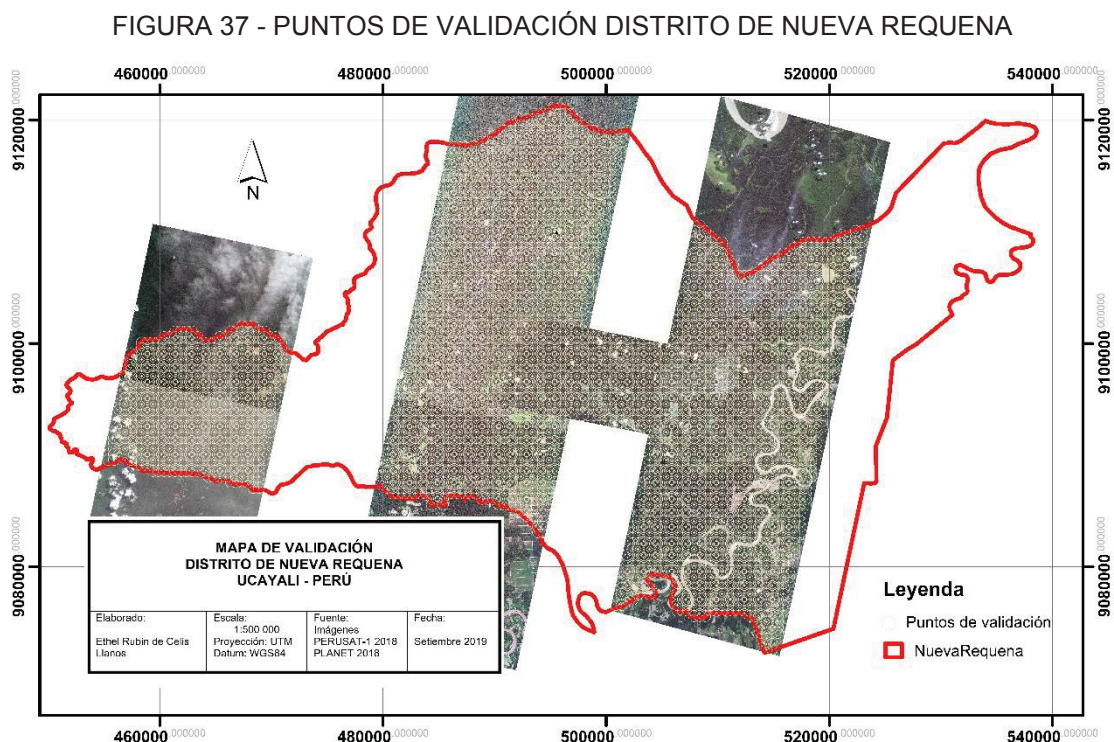 FIGURA 37 - PUNTOS DE VALIDACIÓN DISTRITO DE NUEVA REQUENA
460000.000000 480000.000000 500000.000000 520000.000000 540000.000000
9120000.000000
9100000.000000
9080000.000000
9120000.000000
9100000.000000
9080000.000000
N
MAPA DE VALIDACIÓN
DISTRITO DE NUEVA REQUENA
UCAYALI - PERÚ
Elaborado:
Ethel Rubin de Celis
Llanos
Escala:
1:500 000
Proyección: UTM
Datum: WGS84
Fuente:
Imágenes
PERUSAT-1 2018
PLANET 2018
Fecha:
Setiembre 2019
Leyenda
Puntos de validación
NuevaRequena
460000.000000 480000.000000 500000.000000 520000.000000 540000.000000